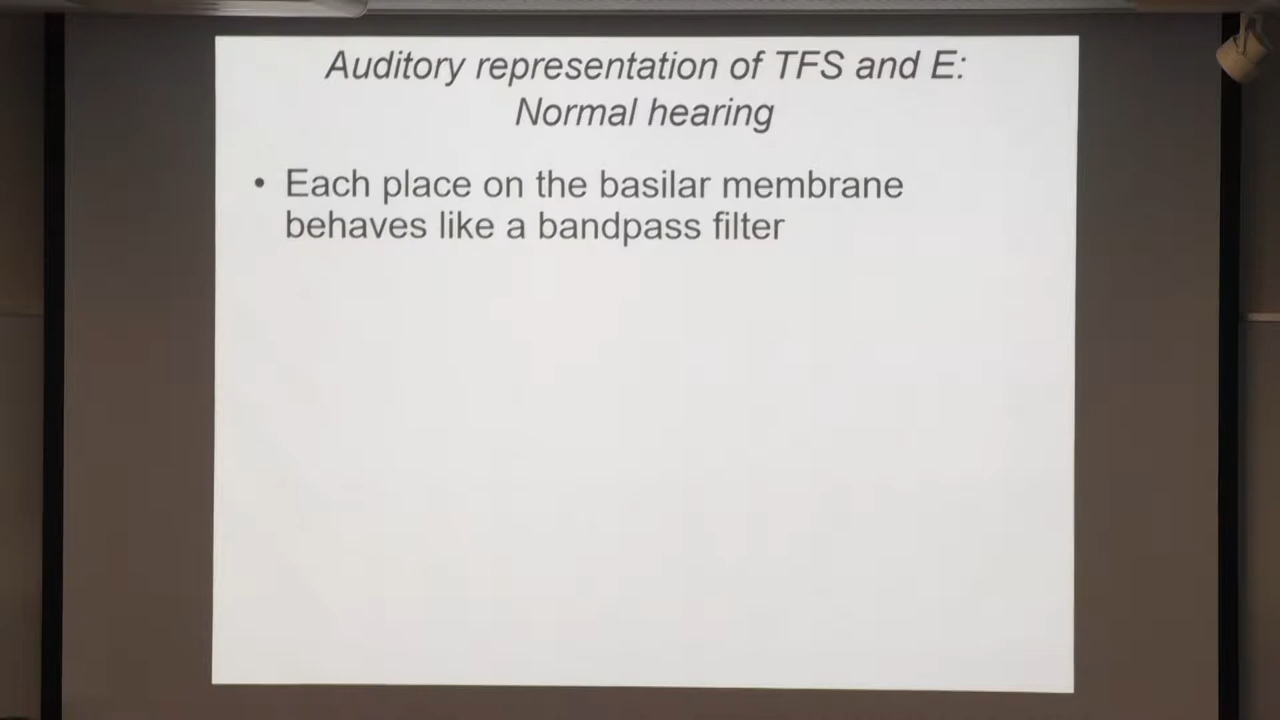 Auditory representation of TFS and E:
Normal hearing
• Each place on the basilar membrane
behaves like a bandpass filter